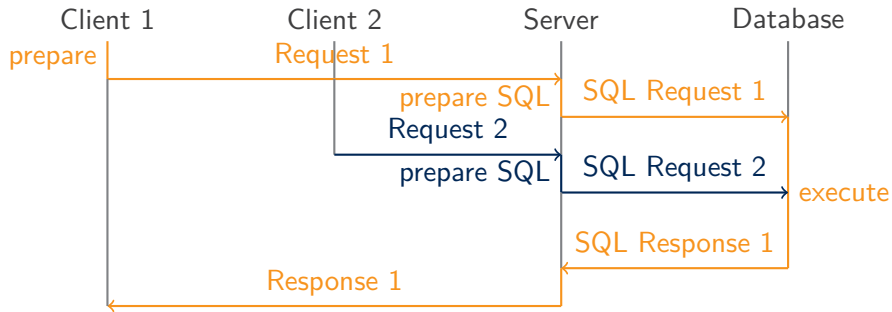 Client 1
Client 2
Server
Database
prepare
Request 1
prepare SQL
SQL Request 1
Request 2
prepare SQL
SQL Request 2
execute
SQL Response 1
Response 1